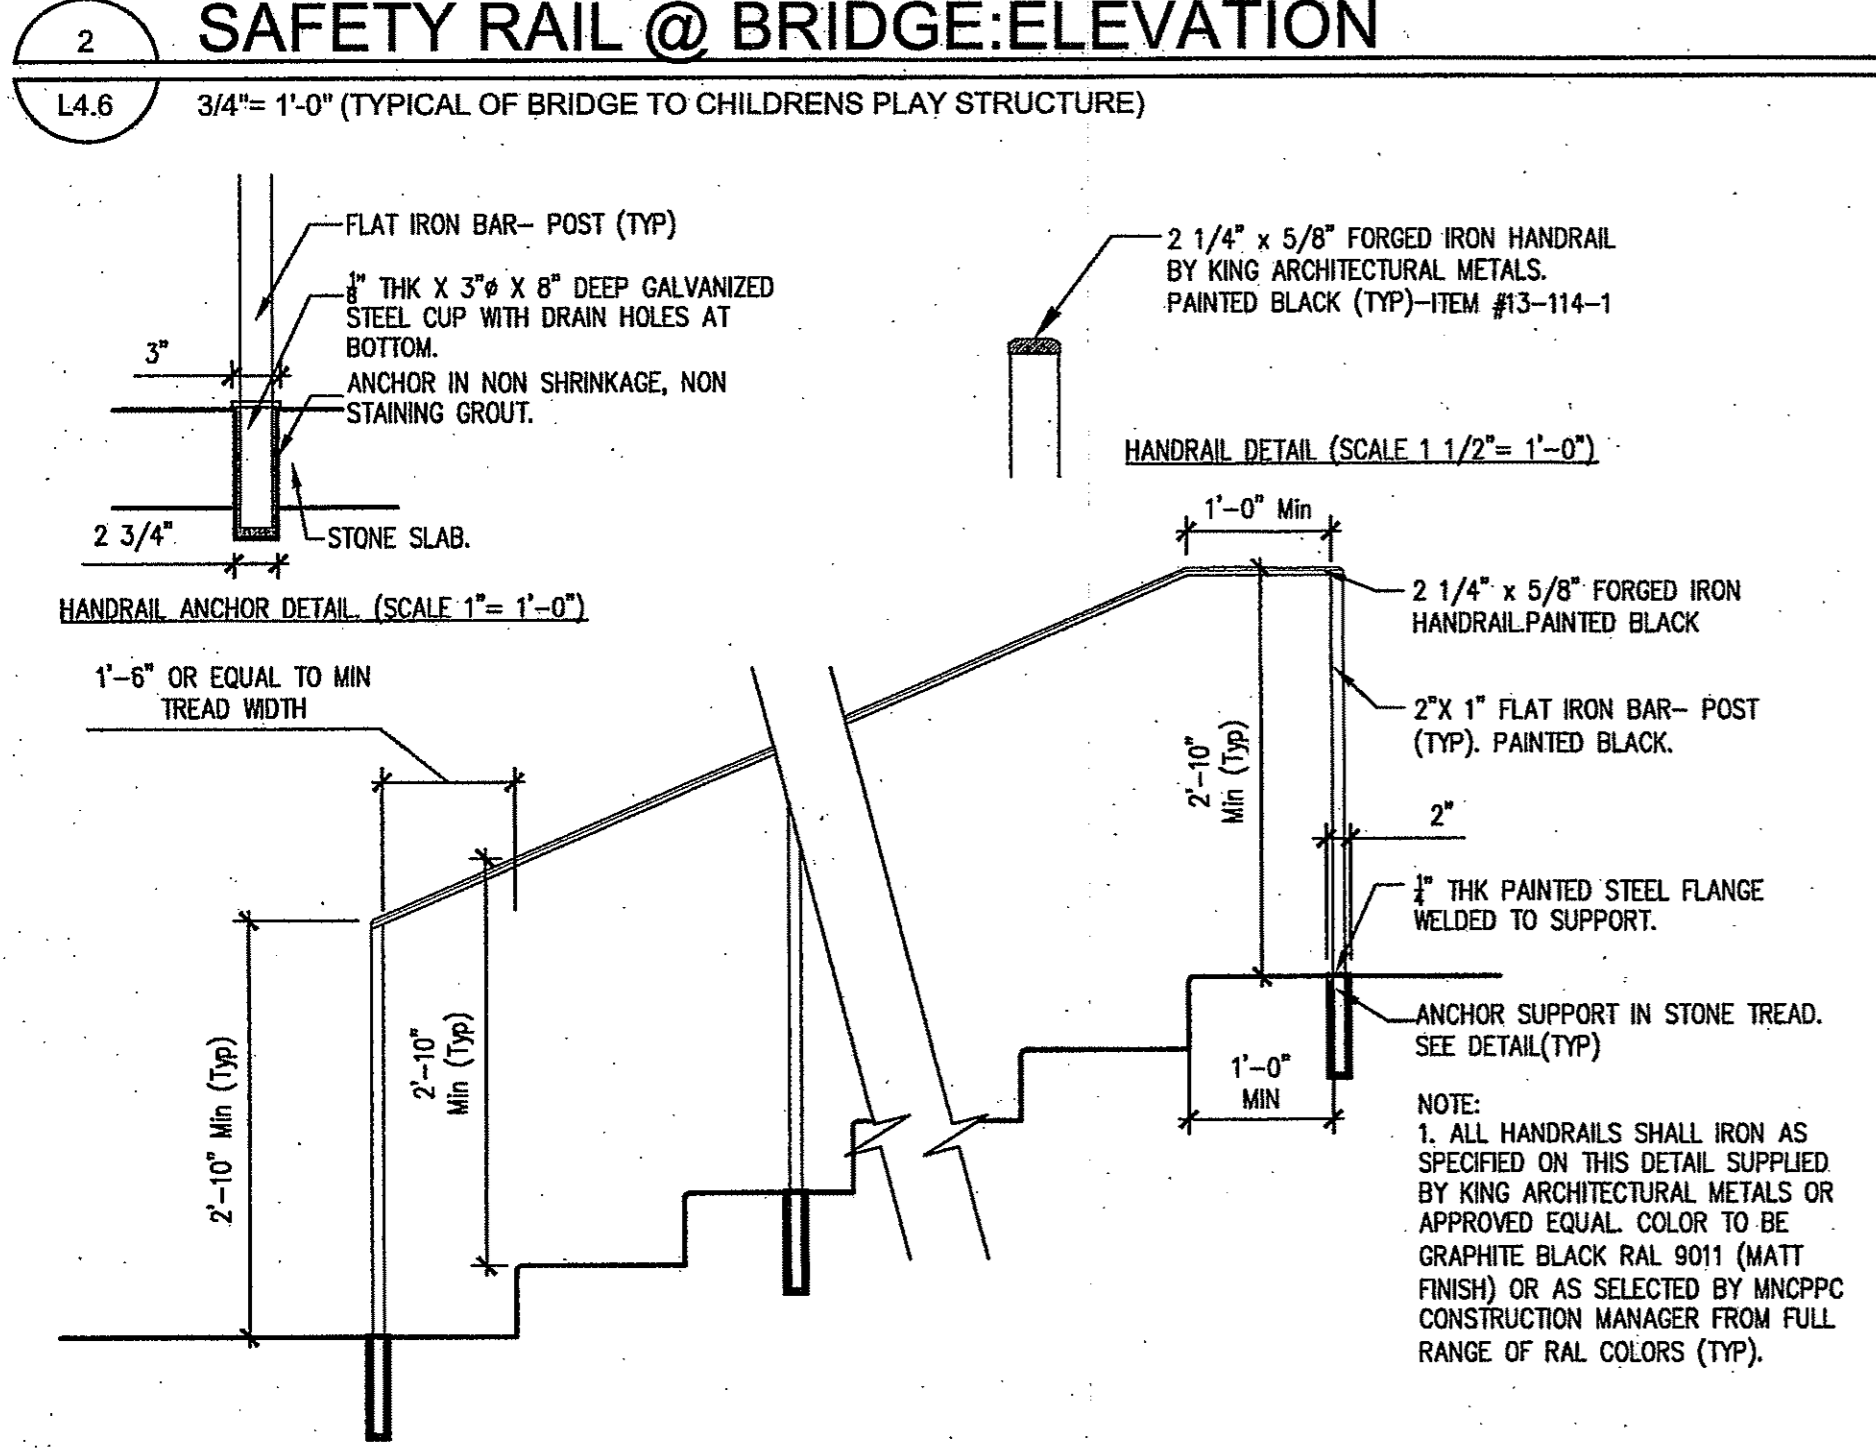 2
SAFETY RAIL @ BRIDGE:ELEVATION
L4.6
3/4"= 1'-0" (TYPICAL OF BRIDGE TO CHILDRENS PLAY STRUCTURE)
FLAT IRON BAR– POST (TYP)
1/8" THK X 3"ø X 8" DEEP GALVANIZED
STEEL CUP WITH DRAIN HOLES AT
BOTTOM.
3"
ANCHOR IN NON SHRINKAGE, NON
STAINING GROUT.
2 3/4"
STONE SLAB.
HANDRAIL ANCHOR DETAIL. (SCALE 1"= 1'-0")
2 1/4" x 5/8" FORGED IRON HANDRAIL
BY KING ARCHITECTURAL METALS.
PAINTED BLACK (TYP)–ITEM #13-114-1
HANDRAIL DETAIL (SCALE 1 1/2"= 1'-0")
1'-0" Min
1'-6" OR EQUAL TO MIN
TREAD WIDTH
2'-10" Min (Typ)
2'-10"
Min (Typ)
2'-10"
Min (Typ)
2 1/4" x 5/8" FORGED IRON
HANDRAIL.PAINTED BLACK
2"X 1" FLAT IRON BAR– POST
(TYP). PAINTED BLACK.
2"
1/4" THK PAINTED STEEL FLANGE
WELDED TO SUPPORT.
ANCHOR SUPPORT IN STONE TREAD.
SEE DETAIL(TYP)
1'-0"
MIN
NOTE:
1. ALL HANDRAILS SHALL IRON AS
SPECIFIED ON THIS DETAIL SUPPLIED
BY KING ARCHITECTURAL METALS OR
APPROVED EQUAL. COLOR TO BE
GRAPHITE BLACK RAL 9011 (MATT
FINISH) OR AS SELECTED BY MNCPPC
CONSTRUCTION MANAGER FROM FULL
RANGE OF RAL COLORS (TYP).